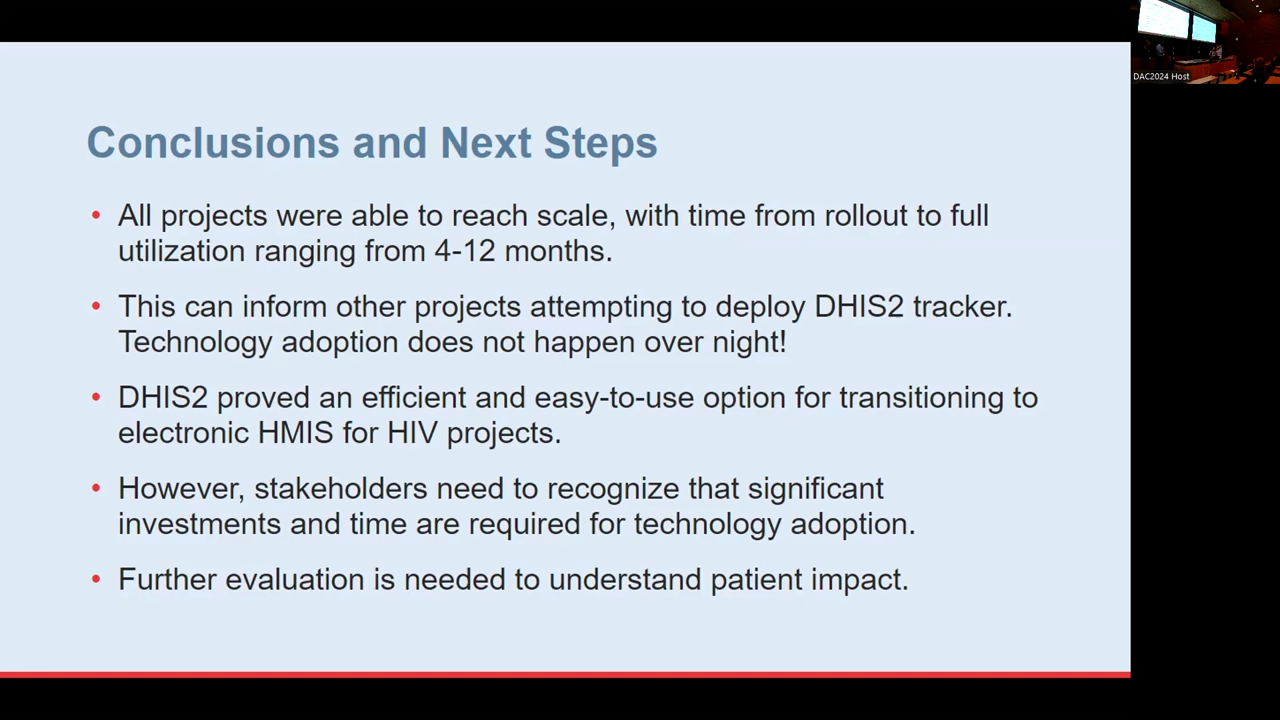 DAC2024 Host
Conclusions and Next Steps
• All projects were able to reach scale, with time from rollout to full
utilization ranging from 4-12 months.
• This can inform other projects attempting to deploy DHIS2 tracker.
Technology adoption does not happen over night!
• DHIS2 proved an efficient and easy-to-use option for transitioning to
electronic HMIS for HIV projects.
• However, stakeholders need to recognize that significant
investments and time are required for technology adoption.
• Further evaluation is needed to understand patient impact.